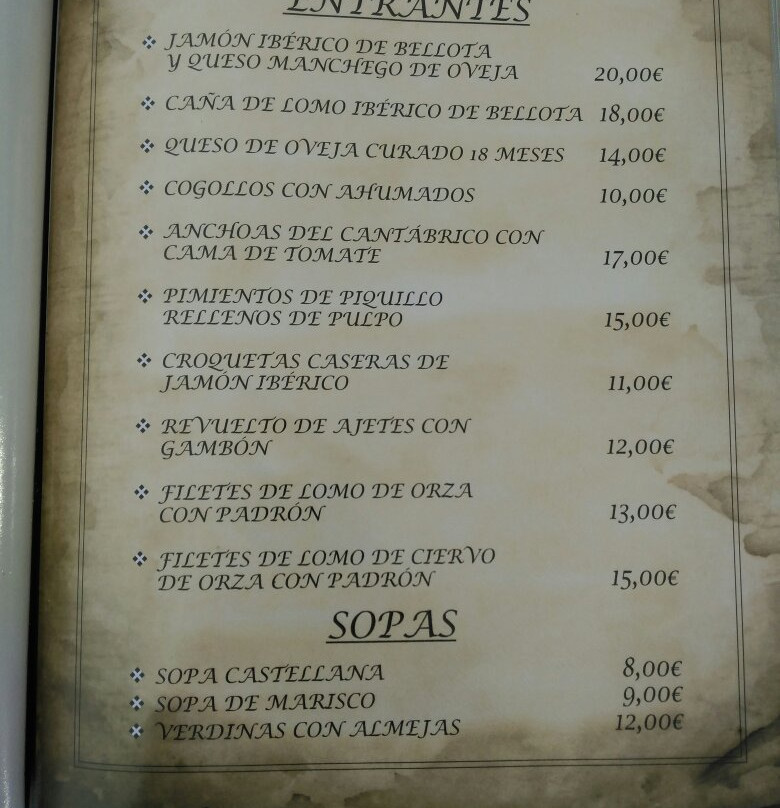 ENTRANTES
JAMÓN IBÉRICO DE BELLOTA
Y QUESO MANCHEGO DE OVEJA 20,00€
CAÑA DE LOMO IBÉRICO DE BELLOTA 18,00€
QUESO DE OVEJA CURADO 18 MESES 14,00€
COGOLLOS CON AHUMADOS 10,00€
ANCHOAS DEL CANTÁBRICO CON
CAMA DE TOMATE 17,00€
PIMIENTOS DE PIQUILLO
RELLENOS DE PULPO 15,00€
CROQUETAS CASERAS DE
JAMÓN IBÉRICO 11,00€
REVUELTO DE AJETES CON
GAMBÓN 12,00€
FILETES DE LOMO DE ORZA
CON PADRÓN 13,00€
FILETES DE LOMO DE CIERVO
DE ORZA CON PADRÓN 15,00€
SOPAS
SOPA CASTELLANA 8,00€
SOPA DE MARISCO 9,00€
VERDINAS CON ALMEJAS 12,00€